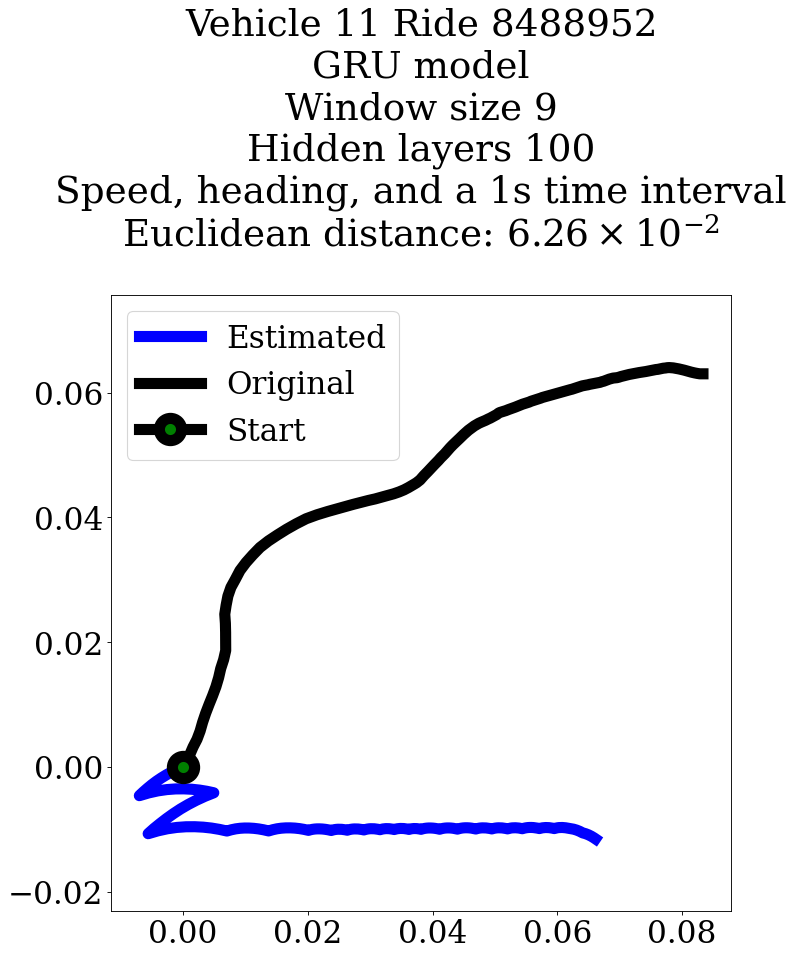 Vehicle 11 Ride 8488952
GRU model
Window size 9
Hidden layers 100
Speed, heading, and a 1s time interval
Euclidean distance: 6.26 × 10⁻²
Estimated
Original
Start
0.06
0.04
0.02
0.00
−0.02
0.00 0.02 0.04 0.06 0.08